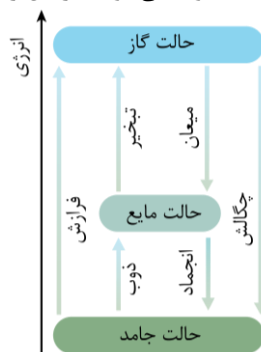 انرژی
حالت گاز
تبخیر
میعان
فرازش
چگالش
حالت مایع
ذوب
انجماد
حالت جامد